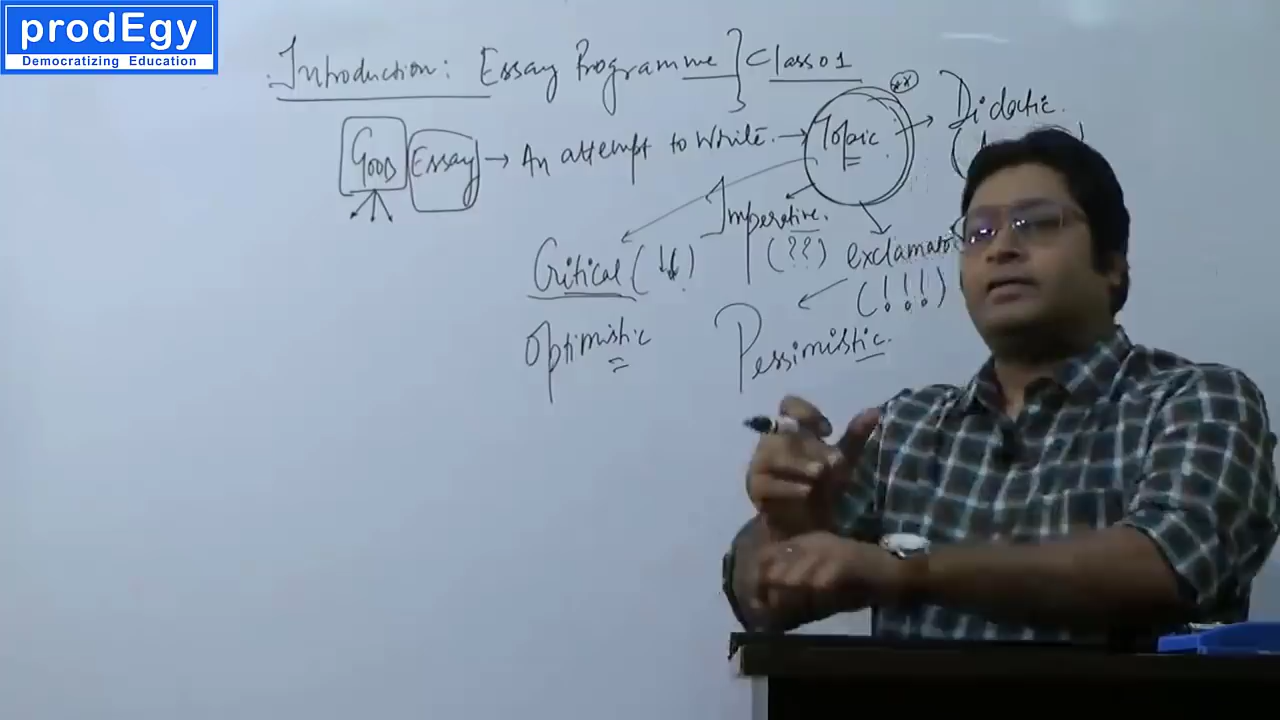 prodEgy
Democratizing Education
Introduction: Essay Programme } Class 01
Good Essay → An attempt to Write. → Topic → Didactic.
Imperative.
(??)
exclamato
(!!!)
Critical (↓↓)
Optimistic
Pessimistic.